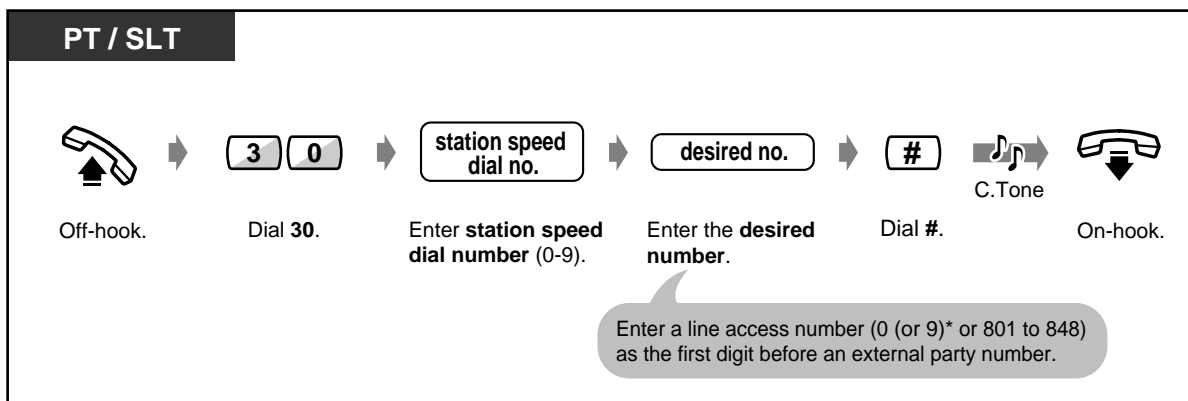 PT / SLT
3 0
station speed
dial no.
desired no.
#
C.Tone
Off-hook.
Dial 30.
Enter station speed
dial number (0-9).
Enter the desired
number.
Dial #.
On-hook.
Enter a line access number (0 (or 9)* or 801 to 848)
as the first digit before an external party number.